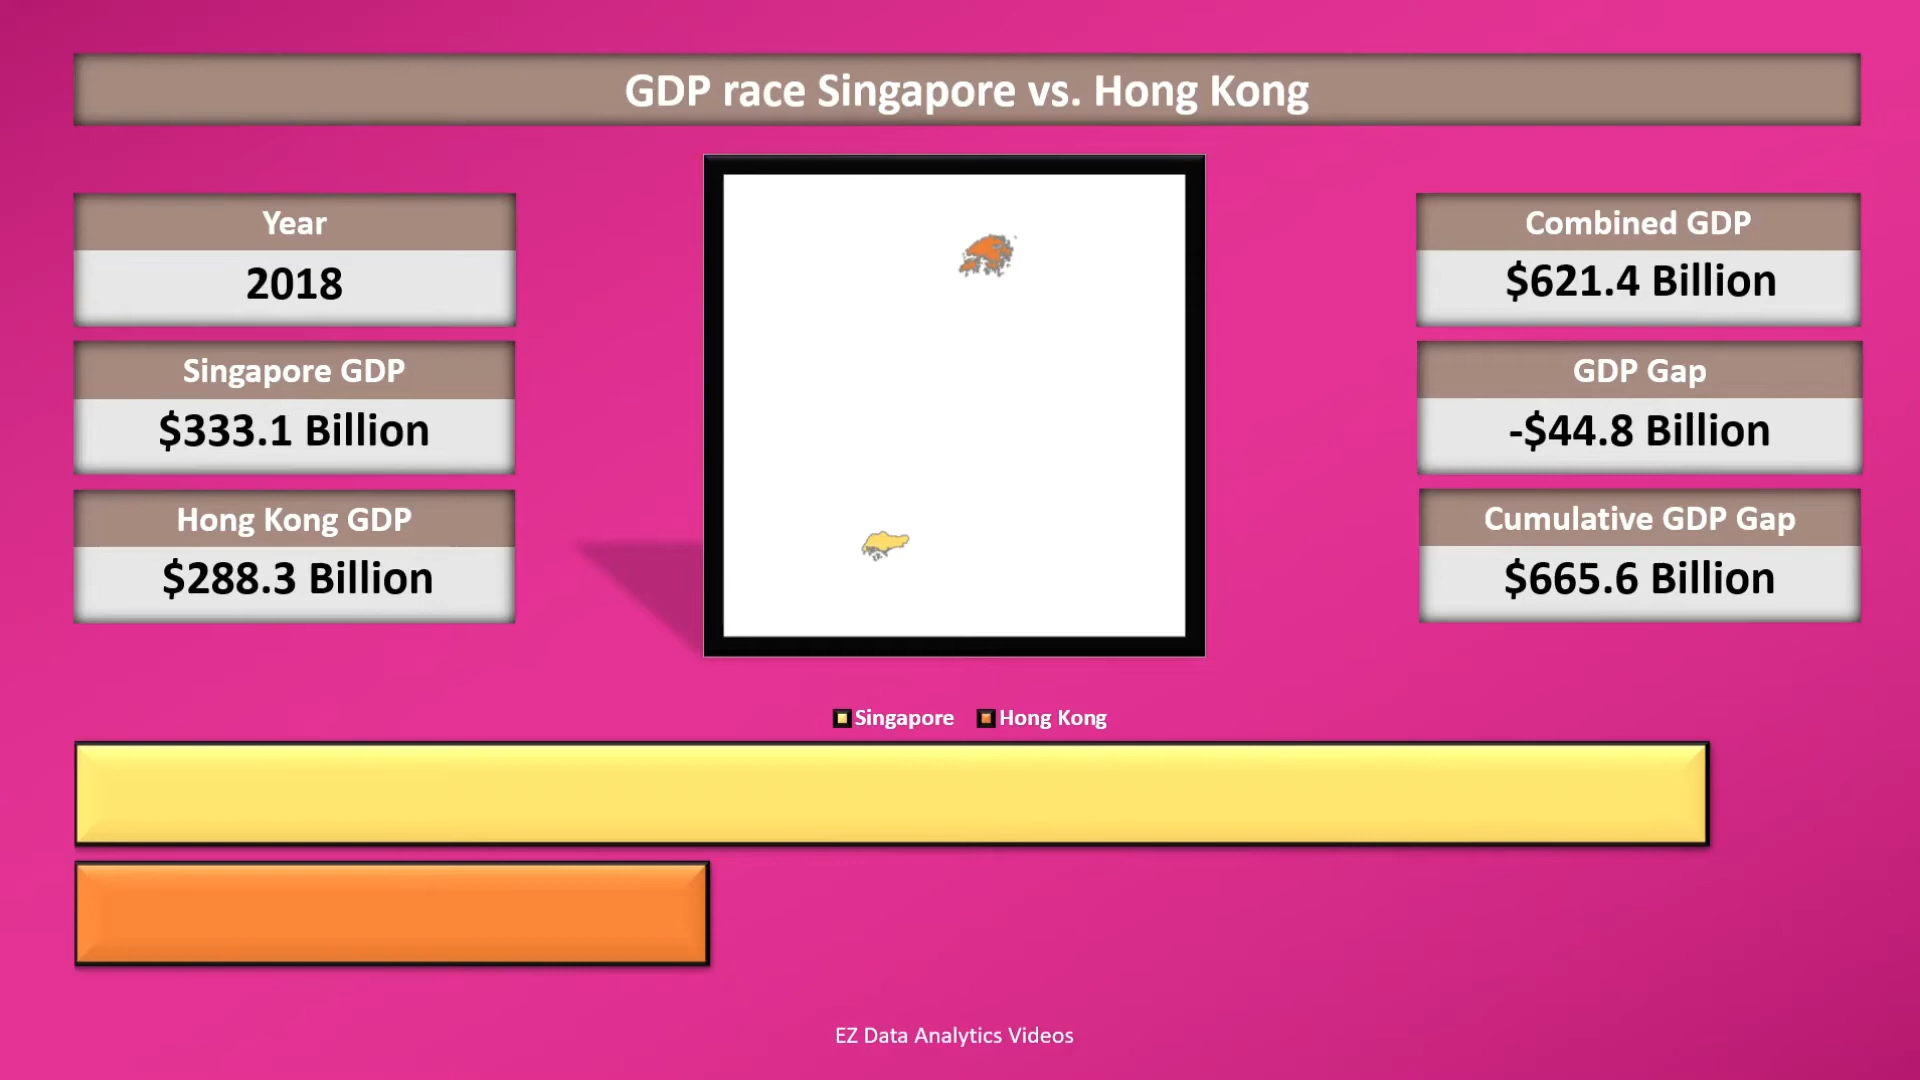 GDP race Singapore vs. Hong Kong
Year
2018
Singapore GDP
$333.1 Billion
Hong Kong GDP
$288.3 Billion
Combined GDP
$621.4 Billion
GDP Gap
-$44.8 Billion
Cumulative GDP Gap
$665.6 Billion
Singapore Hong Kong
EZ Data Analytics Videos